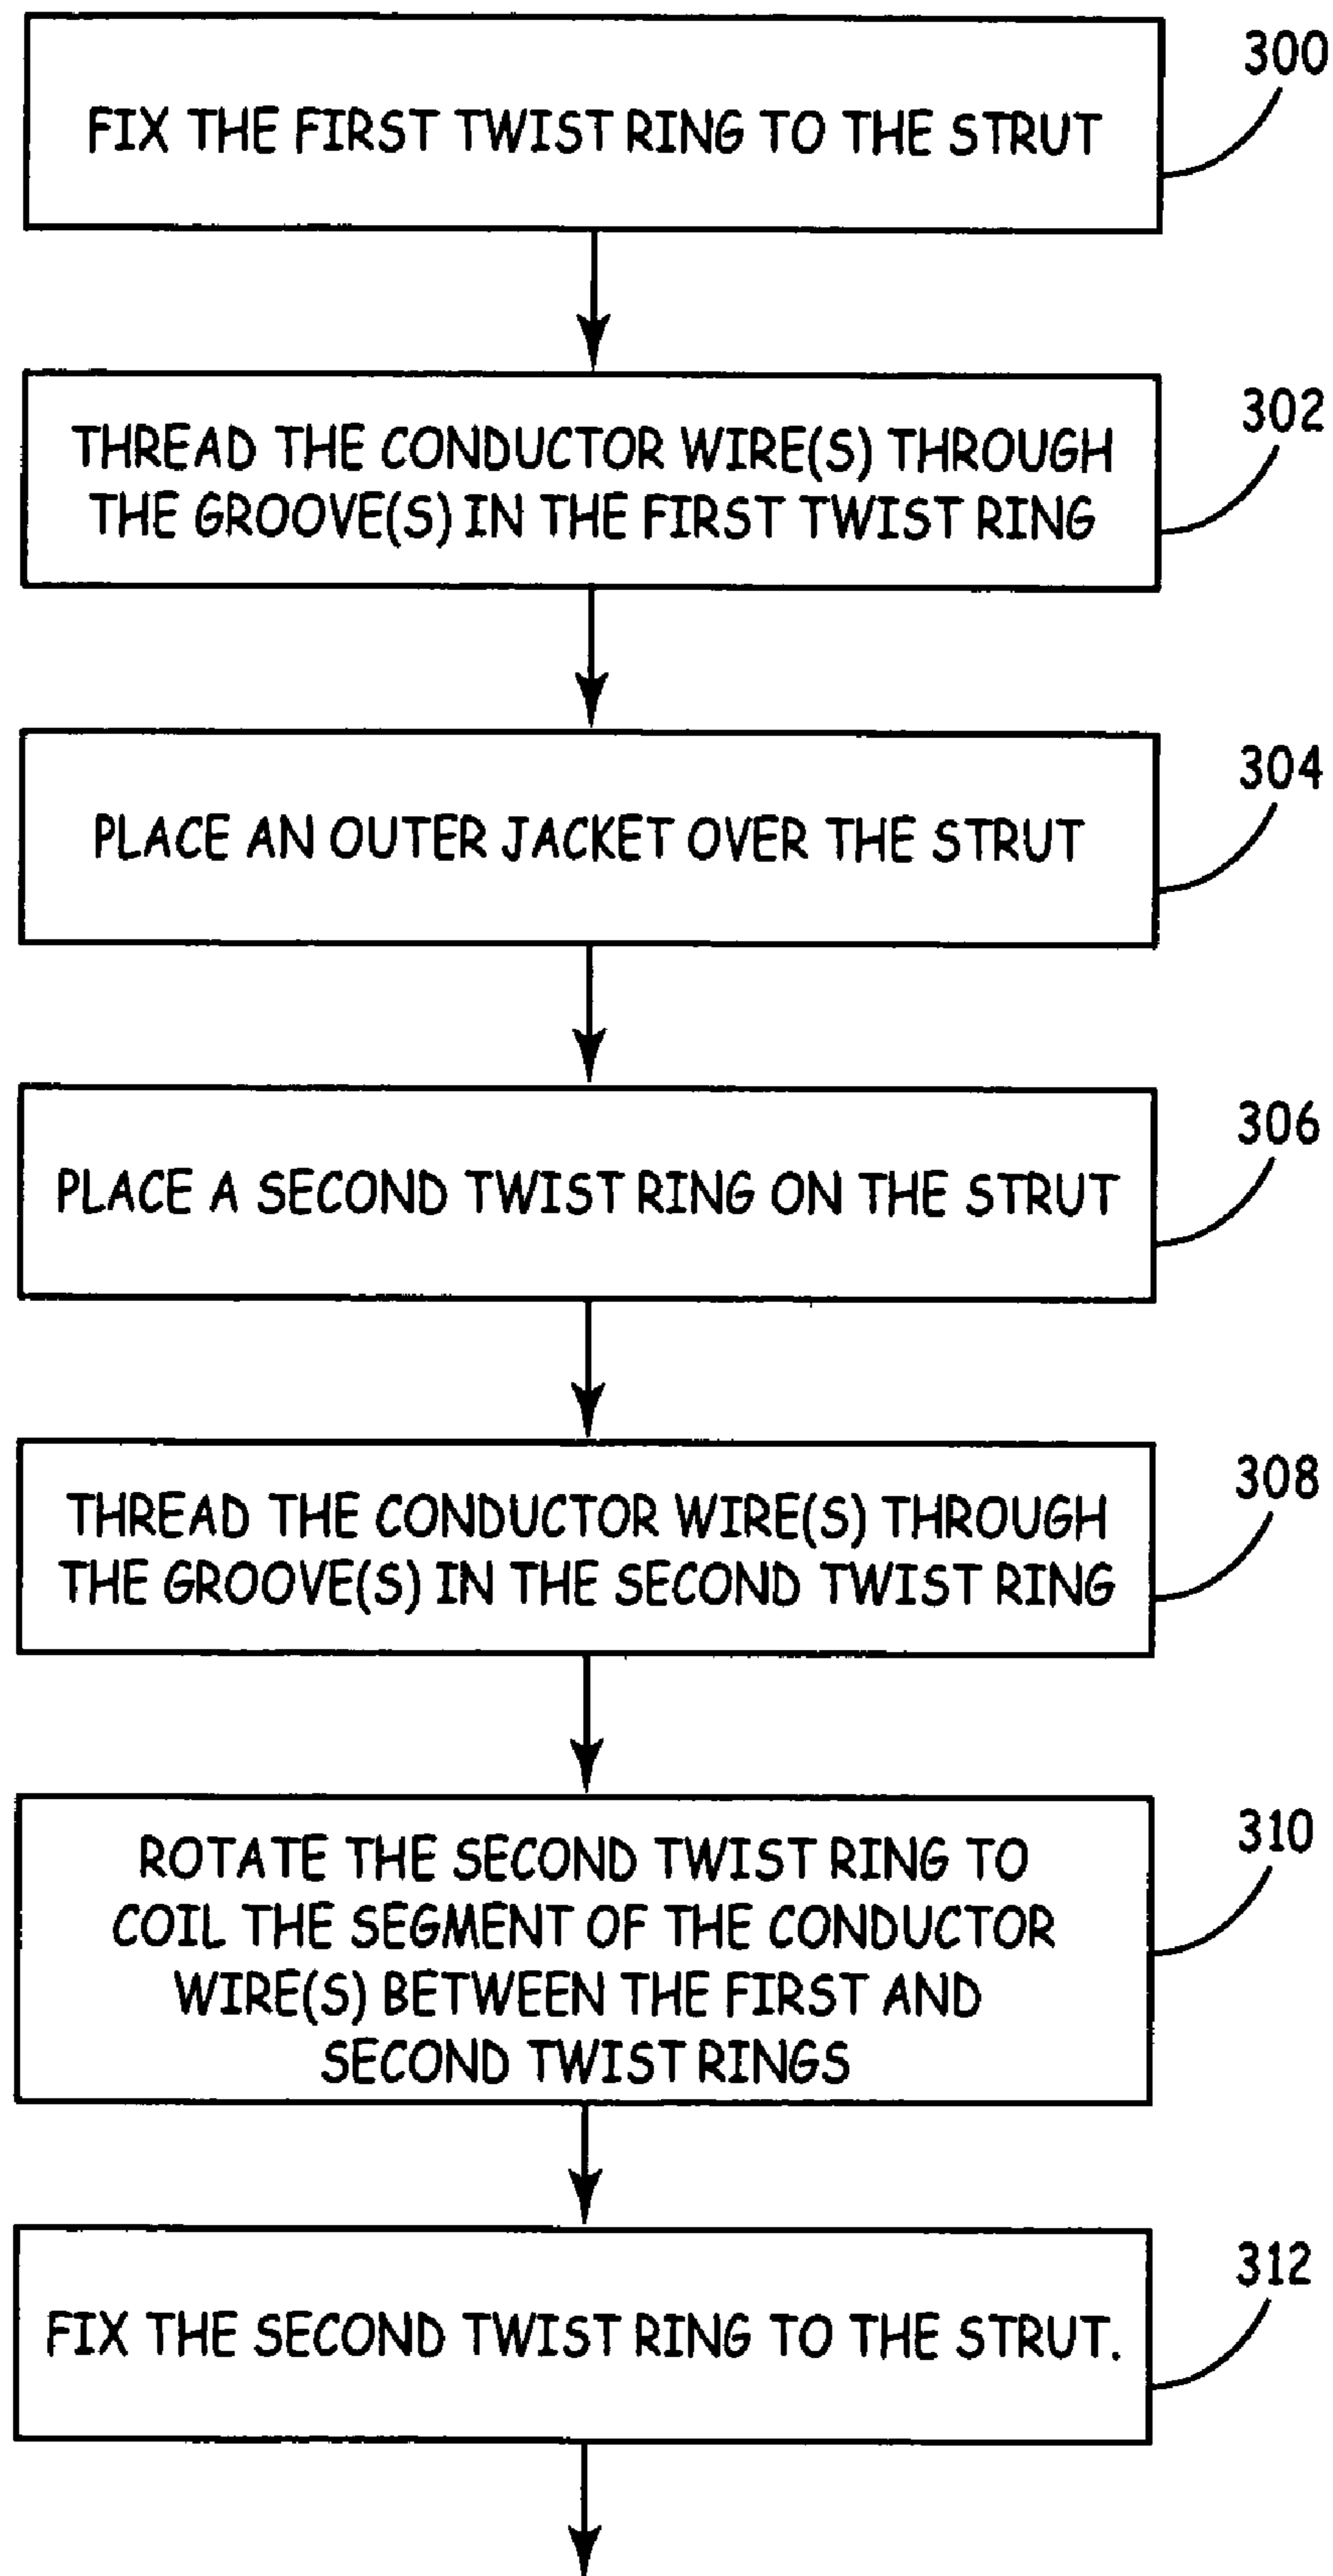 FIX THE FIRST TWIST RING TO THE STRUT
300
THREAD THE CONDUCTOR WIRE(S) THROUGH
THE GROOVE(S) IN THE FIRST TWIST RING
302
PLACE AN OUTER JACKET OVER THE STRUT
304
PLACE A SECOND TWIST RING ON THE STRUT
306
THREAD THE CONDUCTOR WIRE(S) THROUGH
THE GROOVE(S) IN THE SECOND TWIST RING
308
ROTATE THE SECOND TWIST RING TO
COIL THE SEGMENT OF THE CONDUCTOR
WIRE(S) BETWEEN THE FIRST AND
SECOND TWIST RINGS
310
FIX THE SECOND TWIST RING TO THE STRUT.
312